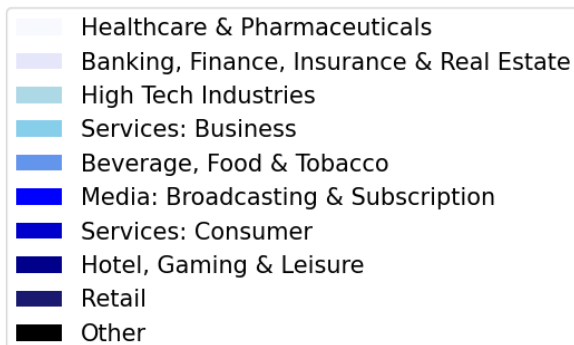 Healthcare & Pharmaceuticals
Banking, Finance, Insurance & Real Estate
High Tech Industries
Services: Business
Beverage, Food & Tobacco
Media: Broadcasting & Subscription
Services: Consumer
Hotel, Gaming & Leisure
Retail
Other